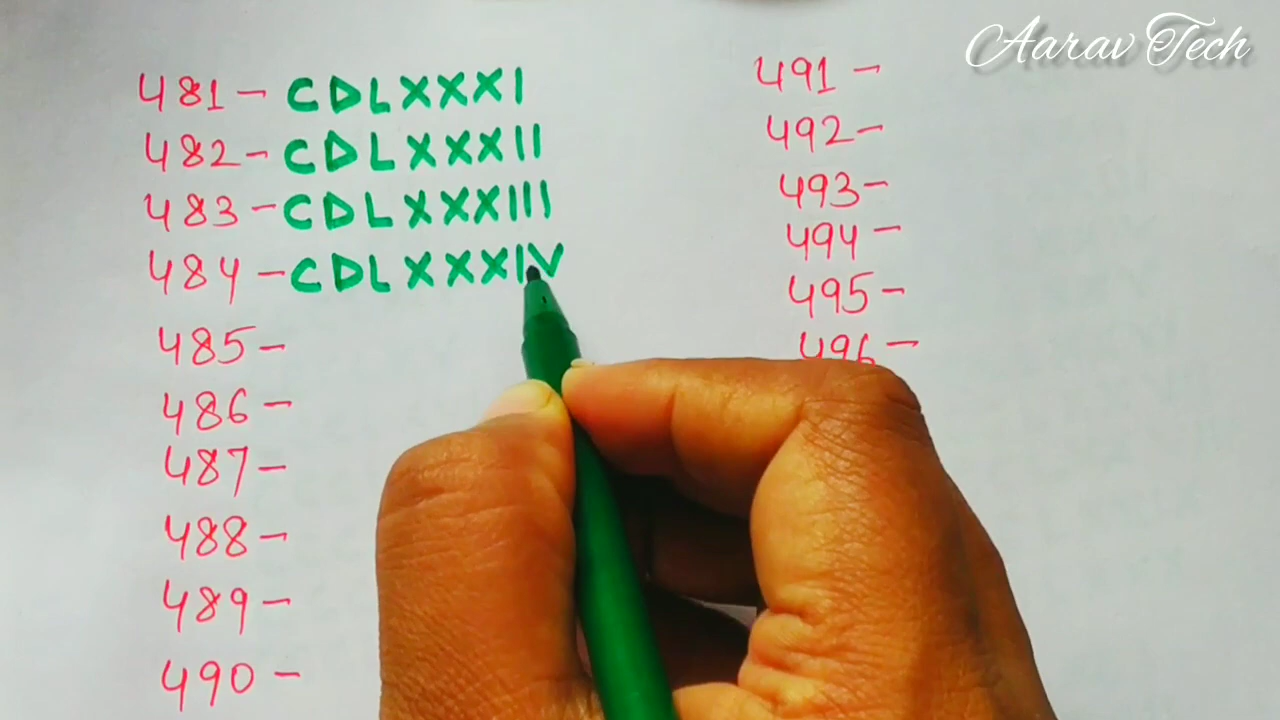 Aarav Tech
481 - CDLXXXI
482 - CDLXXXII
483 - CDLXXXIII
484 - CDLXXXIV
485 -
486 -
487 -
488 -
489 -
490 -
491 -
492 -
493 -
494 -
495 -
496 -